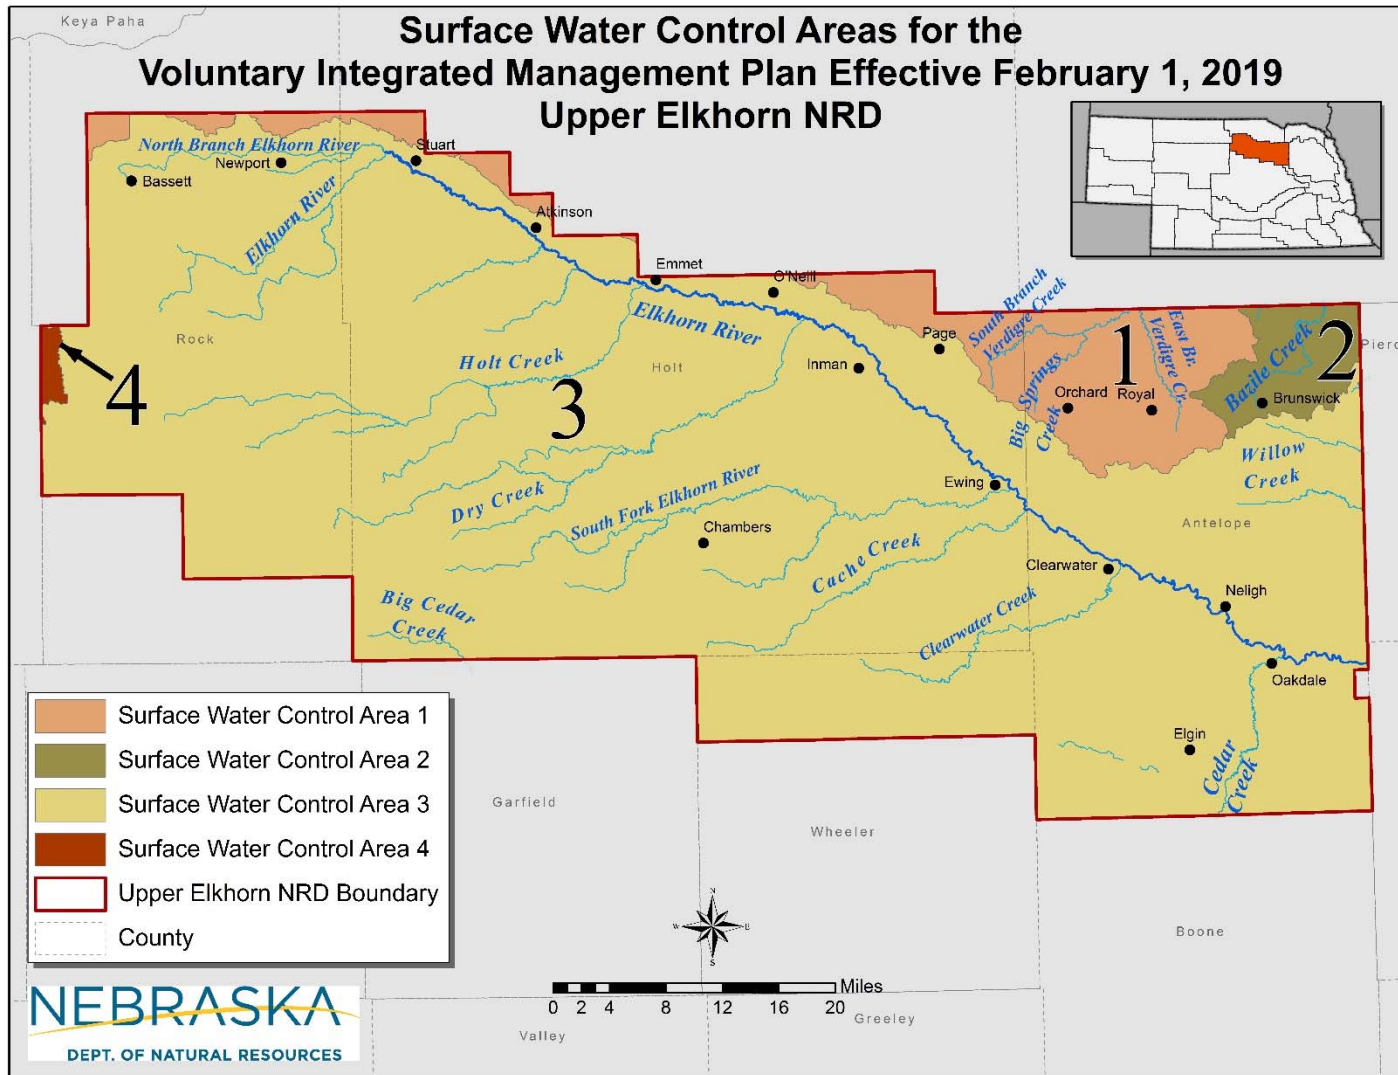 Keya Paha
Surface Water Control Areas for the
Voluntary Integrated Management Plan Effective February 1, 2019
Upper Elkhorn NRD
North Branch Elkhorn River
Stuart
Newport
Bassett
Elkhorn River
Atkinson
Emmet
O'Neill
South Branch
Verdigre Creek
East Br.
Verdigre Cr.
1
2
Bazile Creek
Pierc
Rock
4
Elkhorn River
Page
Holt Creek
Holt
Inman
3
Big Springs
Creek
Orchard
Royal
Brunswick
Willow
Creek
Dry Creek
South Fork Elkhorn River
Ewing
Chambers
Antelope
Cache Creek
Clearwater
Big Cedar
Creek
Clearwater Creek
Neligh
Oakdale
Elgin
Cedar
Creek
Surface Water Control Area 1
Surface Water Control Area 2
Surface Water Control Area 3
Surface Water Control Area 4
Upper Elkhorn NRD Boundary
County
Garfield
Wheeler
Boone
N
W
E
S
Miles
0 2 4 8 12 16 20
Greeley
Valley
NEBRASKA
DEPT. OF NATURAL RESOURCES